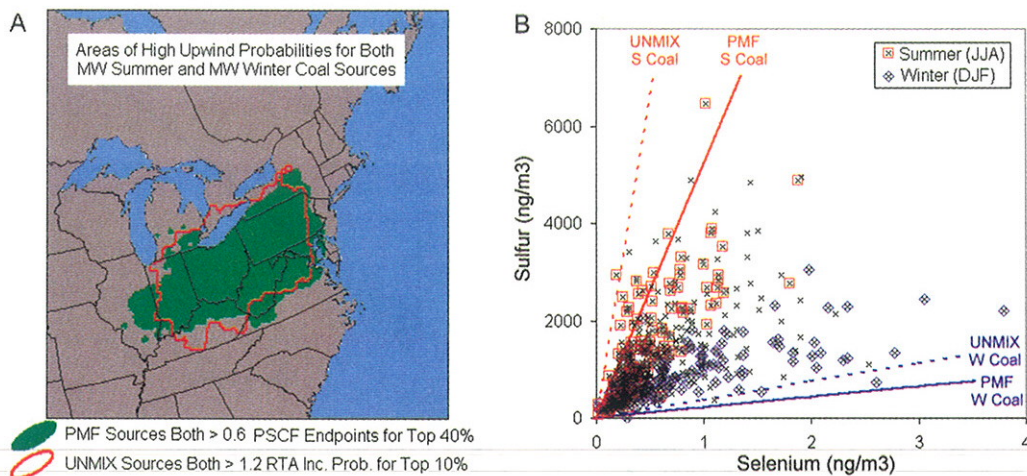 A
Areas of High Upwind Probabilities for Both
MW Summer and MW Winter Coal Sources
PMF Sources Both > 0.6 PSCF Endpoints for Top 40%
UNMIX Sources Both > 1.2 RTA Inc. Prob. for Top 10%
B
8000
6000
4000
2000
0
Sulfur (ng/m3)
UNMIX
S Coal
PMF
S Coal
Summer (JJA)
Winter (DJF)
UNMIX
W Coal
PMF
W Coal
0
1
2
3
4
Selenium (ng/m3)